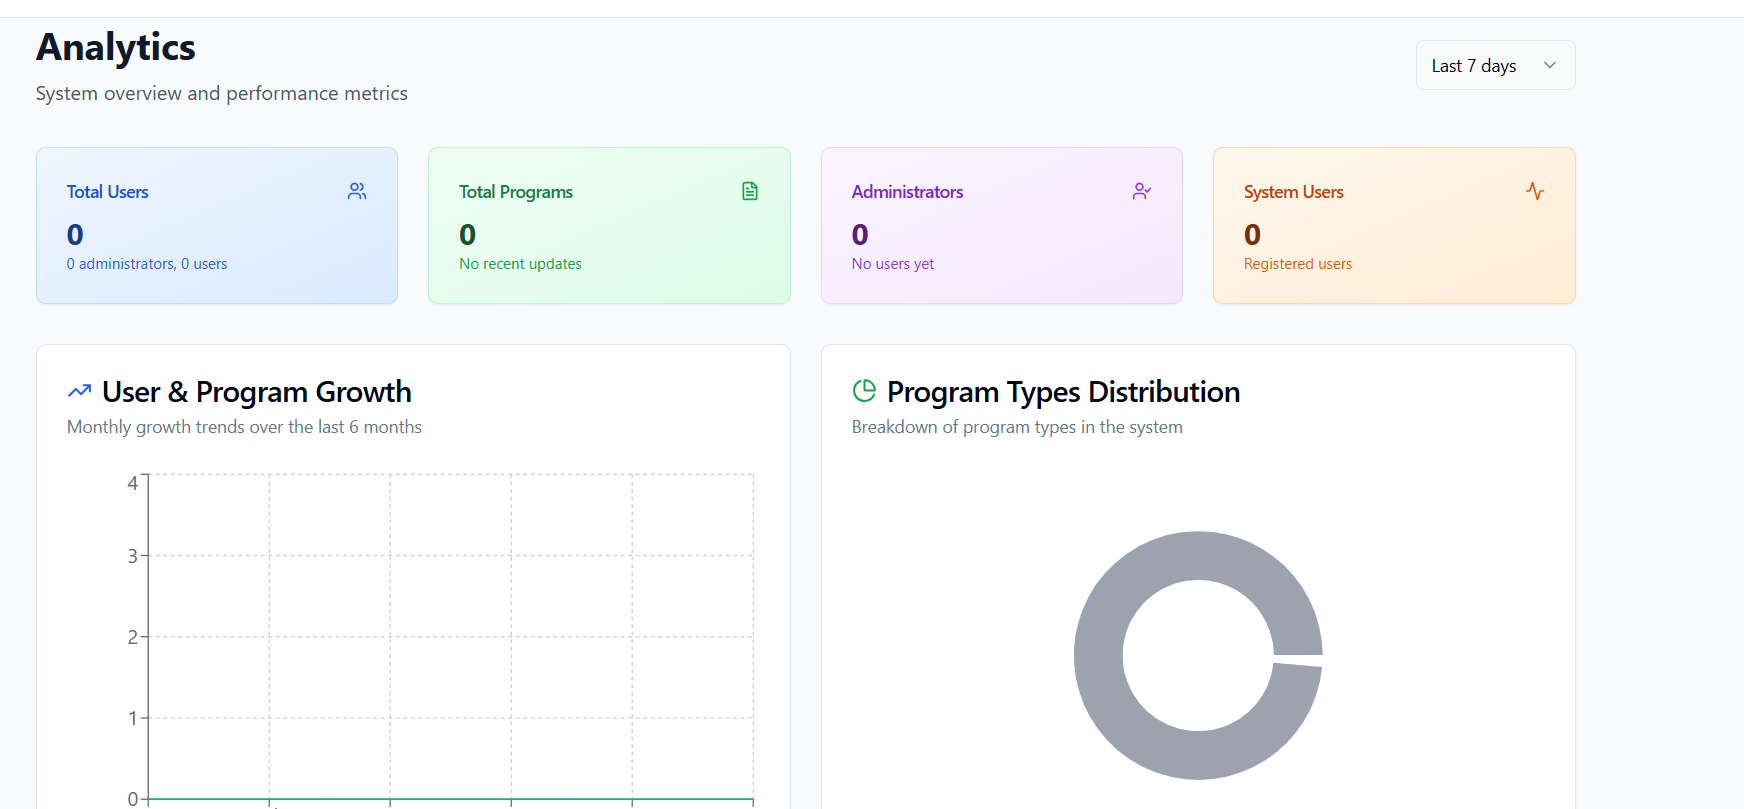 Analytics
System overview and performance metrics
Last 7 days
Total Users
0
0 administrators, 0 users
Total Programs
0
No recent updates
Administrators
0
No users yet
System Users
0
Registered users
User & Program Growth
Monthly growth trends over the last 6 months
4
3
2
1
0
Program Types Distribution
Breakdown of program types in the system